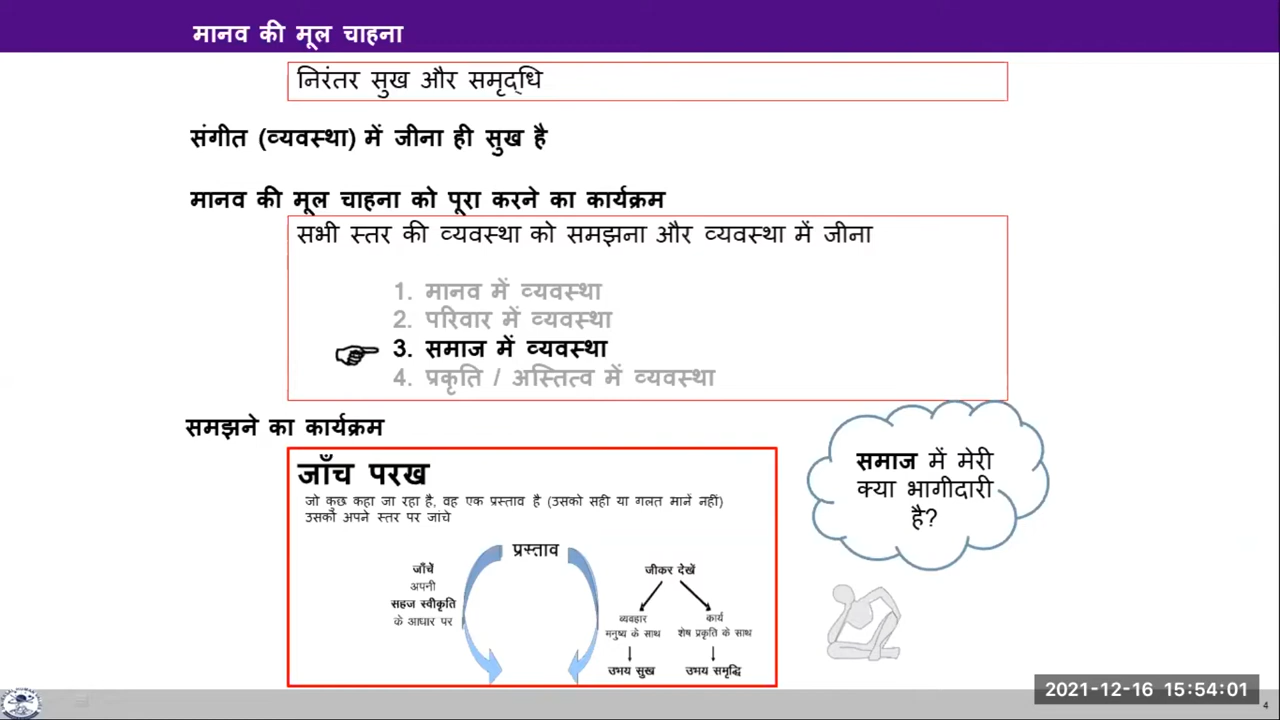 मानव की मूल चाहना
निरंतर सुख और समृद्धि
संगीत (व्यवस्था) में जीना ही सुख है
मानव की मूल चाहना को पूरा करने का कार्यक्रम
सभी स्तर की व्यवस्था को समझना और व्यवस्था में जीना
1. मानव में व्यवस्था
2. परिवार में व्यवस्था
3. समाज में व्यवस्था
4. प्रकृति / अस्तित्व में व्यवस्था
समझने का कार्यक्रम
जाँच परख
जो कुछ कहा जा रहा है, वह एक प्रस्ताव है (उसको सही या गलत मानें नहीं)
उसको अपने स्तर पर जांचे
प्रस्ताव
जाँचें
अपनी
सहज स्वीकृति
के आधार पर
जीकर देखें
व्यवहार
मनुष्य के साथ
उभय सुख
कार्य
शेष प्रकृति के साथ
उभय समृद्धि
समाज में मेरी
क्या भागीदारी
है?
2021-12-16 15:54:01
4